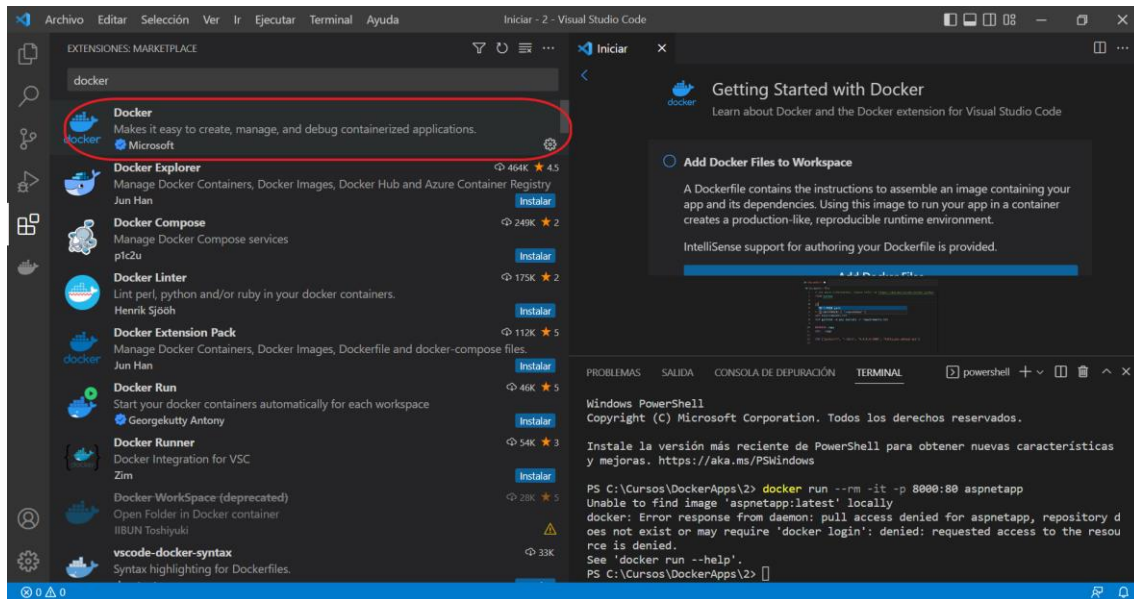 Archivo Editar Selección Ver Ir Ejecutar Terminal Ayuda
Iniciar - 2 - Visual Studio Code
EXTENSIONES: MARKETPLACE
docker
docker
Docker
Makes it easy to create, manage, and debug containerized applications.
Microsoft
Docker Explorer 464K 4.5
Manage Docker Containers, Docker Images, Docker Hub and Azure Container Registry
Jun Han Instalar
Docker Compose 249K 2
Manage Docker Compose services
p1c2u Instalar
Docker Linter 175K 2
Lint perl, python and/or ruby in your docker containers.
Henrik Sjööh Instalar
docker
Docker Extension Pack 112K 5
Manage Docker Containers, Docker Images, Dockerfile and docker-compose files.
Jun Han Instalar
Docker Run 46K 5
Start your docker containers automatically for each workspace
Georgekutty Antony Instalar
Docker Runner 54K 3
Docker Integration for VSC
Zim Instalar
Docker WorkSpace (deprecated) 28K 5
Open Folder in Docker container
IIBUN Toshiyuki
vscode-docker-syntax 33K
Syntax highlighting for Dockerfiles.
Iniciar
docker
Getting Started with Docker
Learn about Docker and the Docker extension for Visual Studio Code
Add Docker Files to Workspace
A Dockerfile contains the instructions to assemble an image containing your
app and its dependencies. Using this image to run your app in a container
creates a production-like, reproducible runtime environment.
IntelliSense support for authoring your Dockerfile is provided.
Add Docker Files
PROBLEMAS SALIDA CONSOLA DE DEPURACIÓN TERMINAL powershell
Windows PowerShell
Copyright (C) Microsoft Corporation. Todos los derechos reservados.
Instale la versión más reciente de PowerShell para obtener nuevas características
y mejoras. https://aka.ms/PSWindows
PS C:\Cursos\DockerApps\2> docker run --rm -it -p 8000:80 aspnetapp
Unable to find image 'aspnetapp:latest' locally
docker: Error response from daemon: pull access denied for aspnetapp, repository d
oes not exist or may require 'docker login': denied: requested access to the resou
rce is denied.
See 'docker run --help'.
PS C:\Cursos\DockerApps\2>
0 0